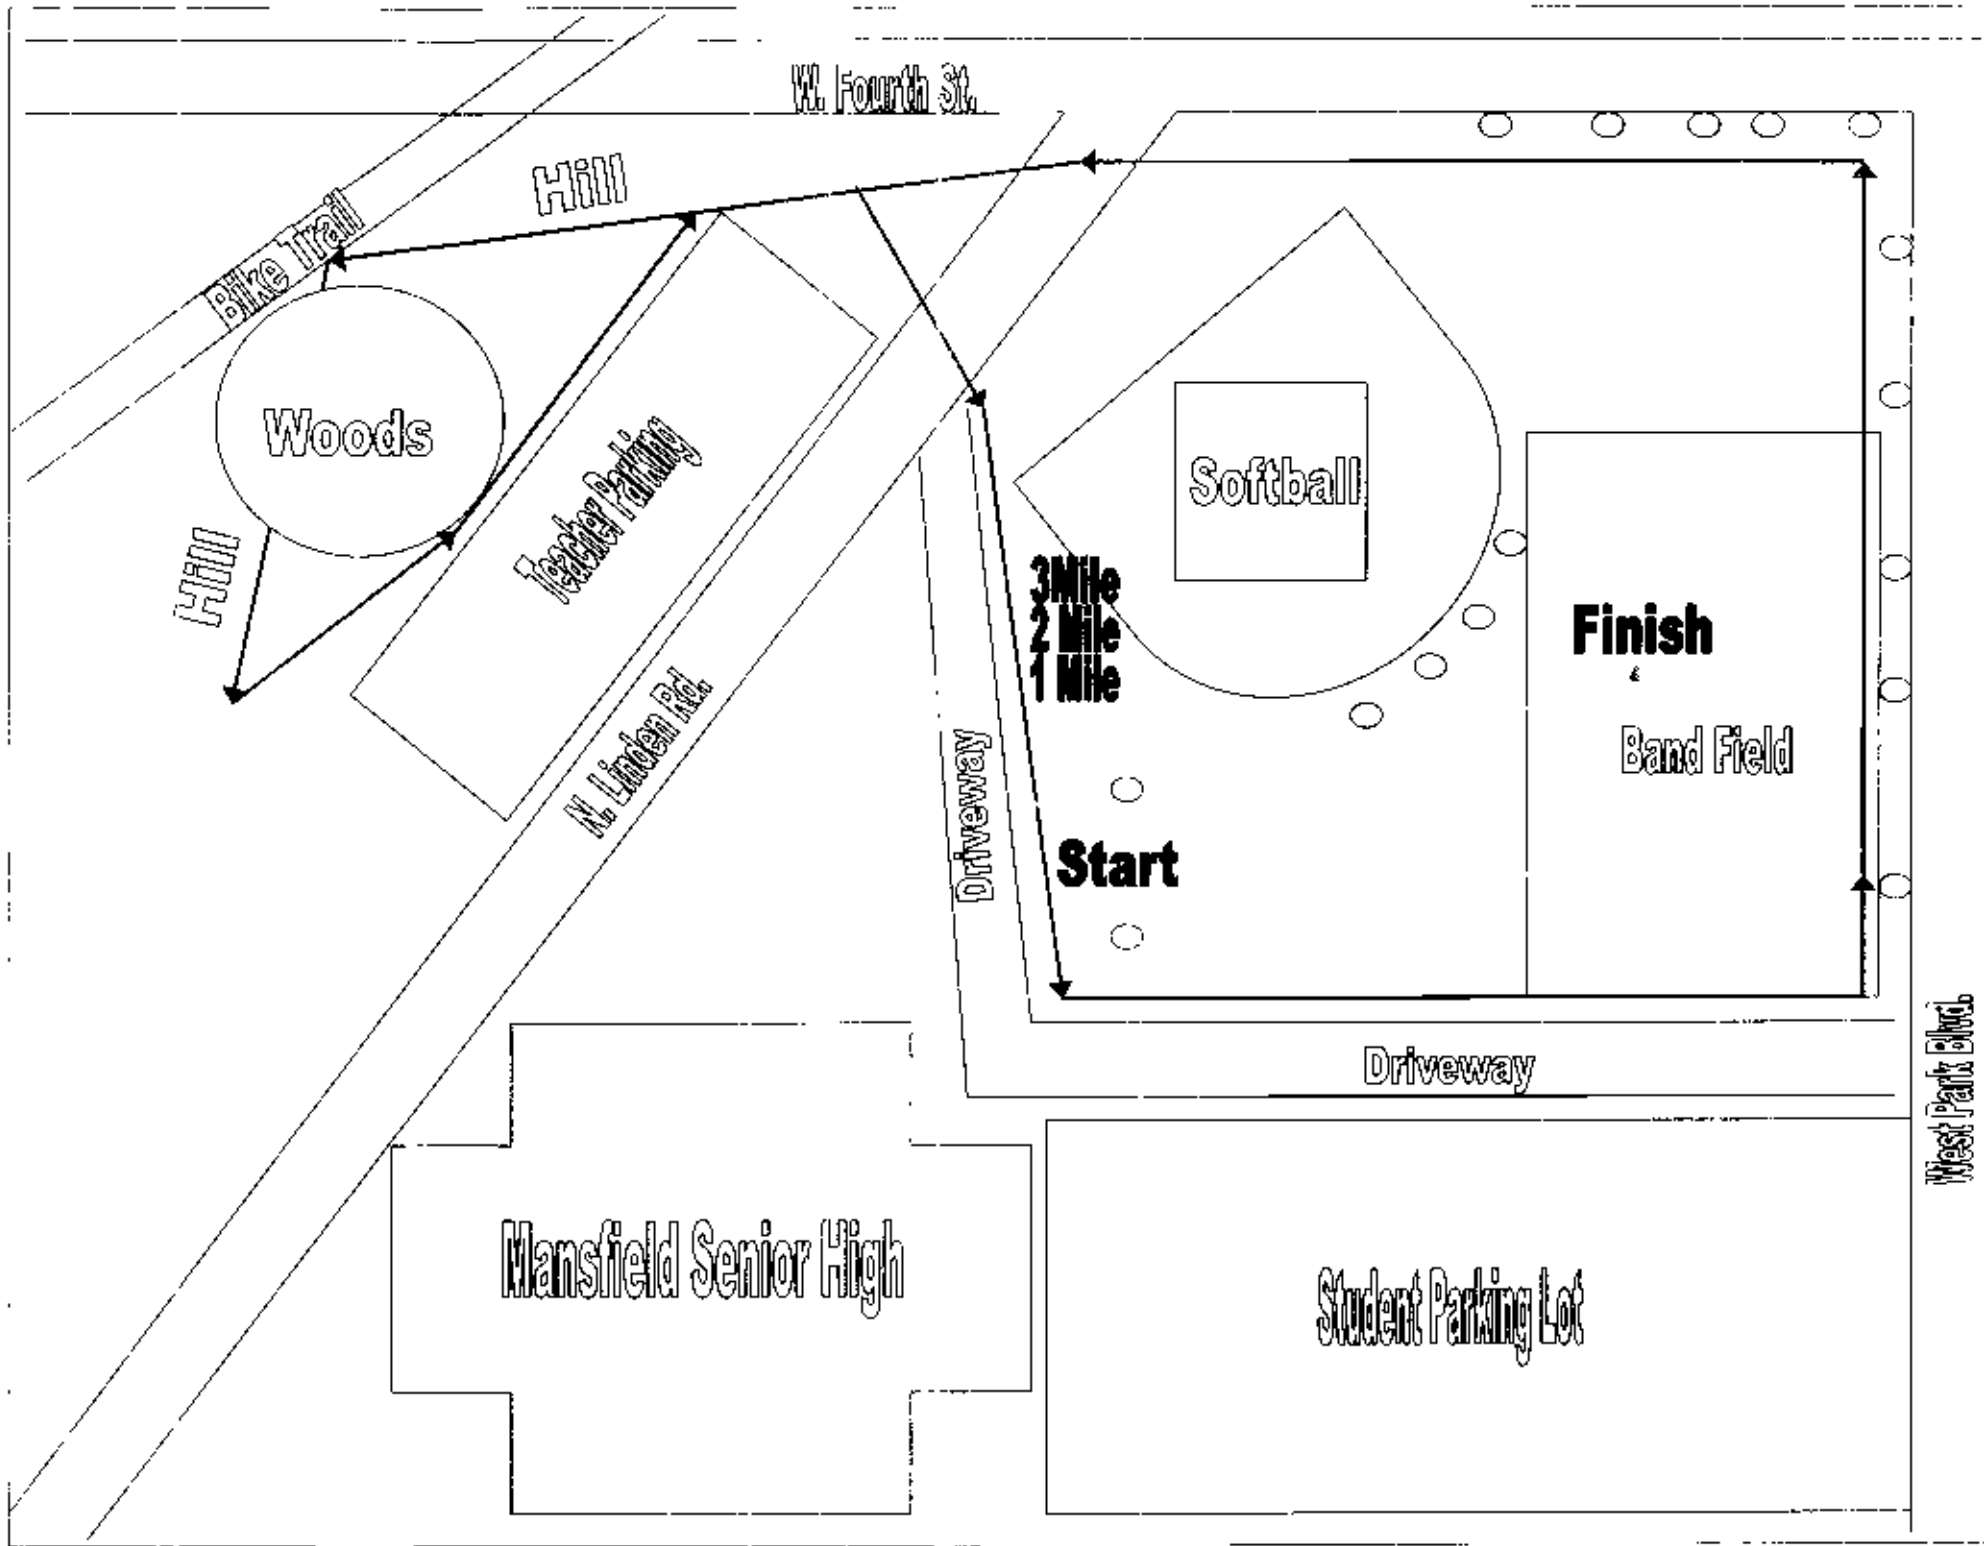 W. Fourth St.
Hill
Bike Trail
Woods
Softball
Teacher Parking
Hill
3Mile
2 Mile
1 Mile
Finish
N. Linden Rd.
Band Field
Driveway
Start
Driveway
West Park Blvd.
Mansfield Senior High
Student Parking Lot